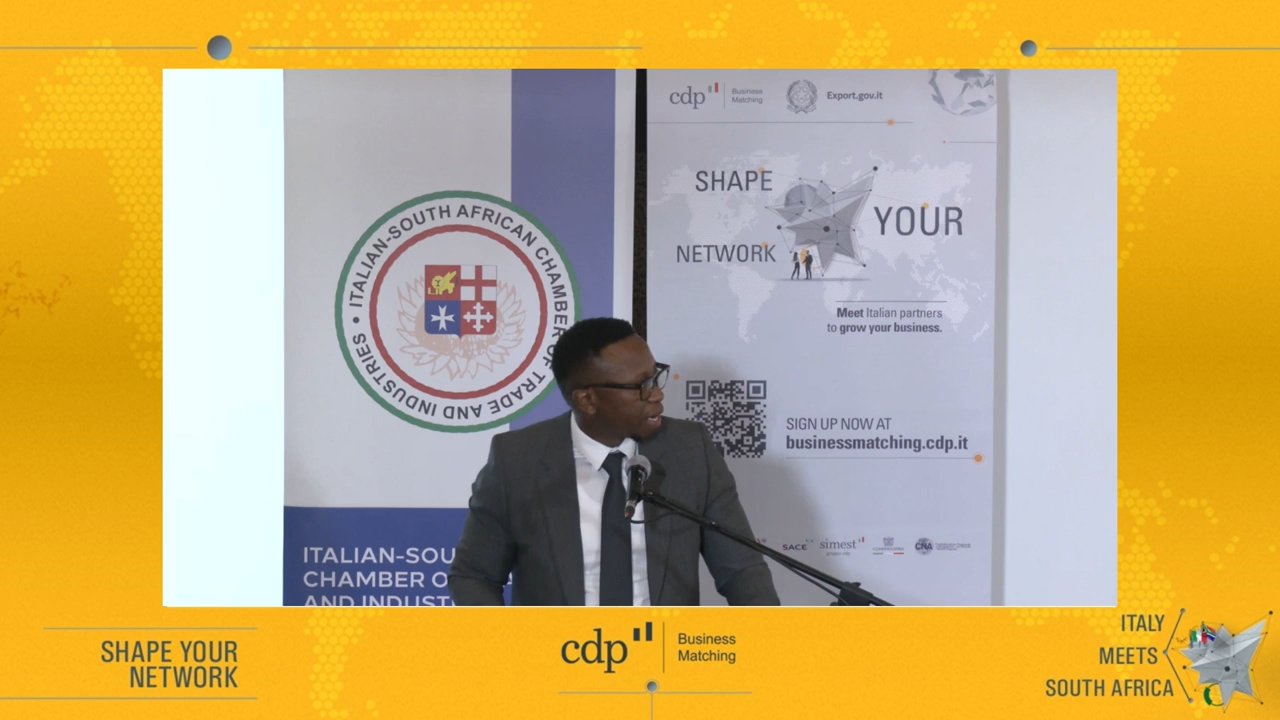 cdp Business Matching
Export.gov.it
SHAPE
YOUR
NETWORK
Meet Italian partners
to grow your business.
SIGN UP NOW AT
businessmatching.cdp.it
SACE simest CNA
• ITALIAN-SOUTH AFRICAN CHAMBER OF TRADE AND INDUSTRIES
ITALIAN-SOU
CHAMBER O
AND INDUST
SHAPE YOUR
NETWORK
cdp Business
Matching
ITALY
MEETS
SOUTH AFRICA